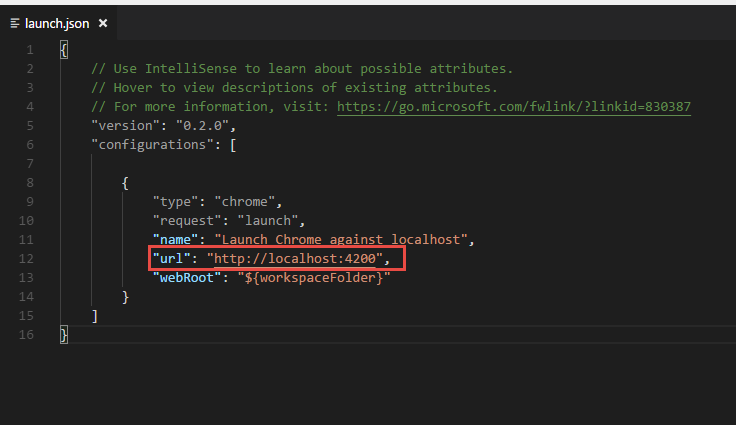 launch.json ×
1 {
2 // Use IntelliSense to learn about possible attributes.
3 // Hover to view descriptions of existing attributes.
4 // For more information, visit: https://go.microsoft.com/fwlink/?linkid=830387
5 "version": "0.2.0",
6 "configurations": [
7
8 {
9 "type": "chrome",
10 "request": "launch",
11 "name": "Launch Chrome against localhost",
12 "url": "http://localhost:4200",
13 "webRoot": "${workspaceFolder}"
14 }
15 ]
16 }